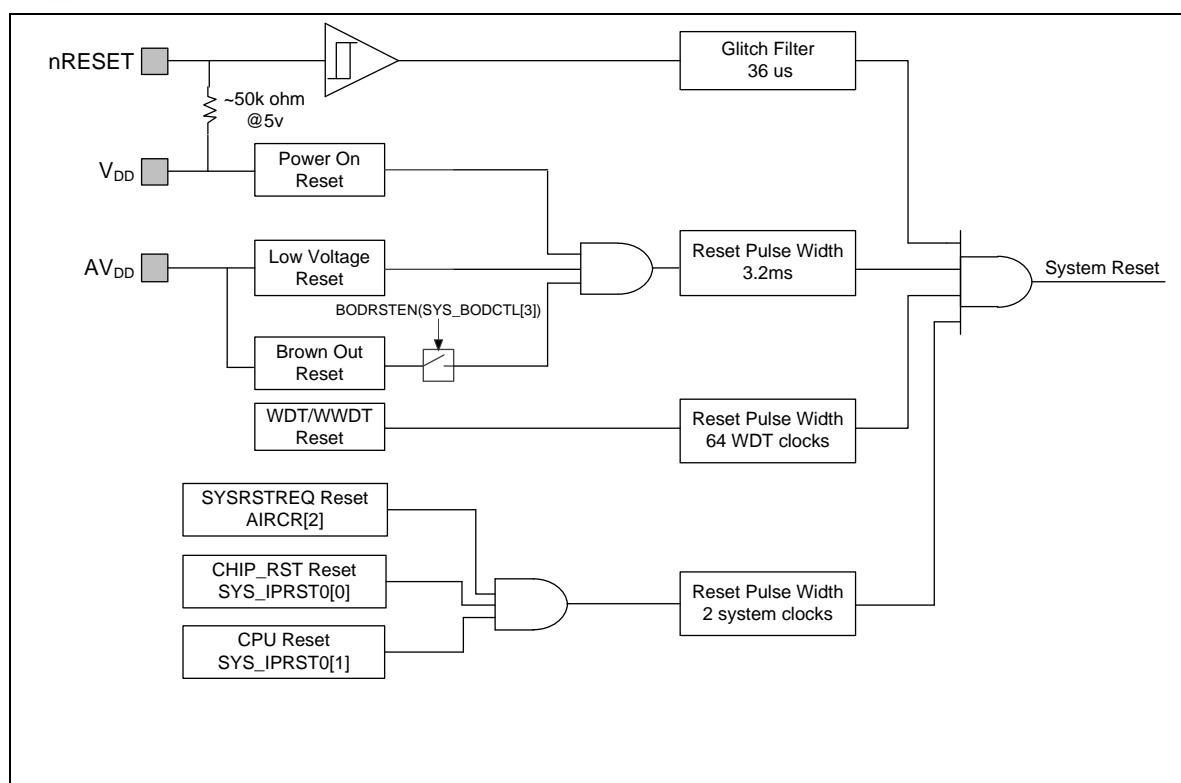 nRESET
Glitch Filter
36 us
~50k ohm
@5v
VDD
Power On
Reset
AVDD
Low Voltage
Reset
Reset Pulse Width
3.2ms
System Reset
BODRSTEN(SYS_BODCTL[3])
Brown Out
Reset
WDT/WWDT
Reset
Reset Pulse Width
64 WDT clocks
SYSRSTREQ Reset
AIRCR[2]
CHIP_RST Reset
SYS_IPRST0[0]
Reset Pulse Width
2 system clocks
CPU Reset
SYS_IPRST0[1]